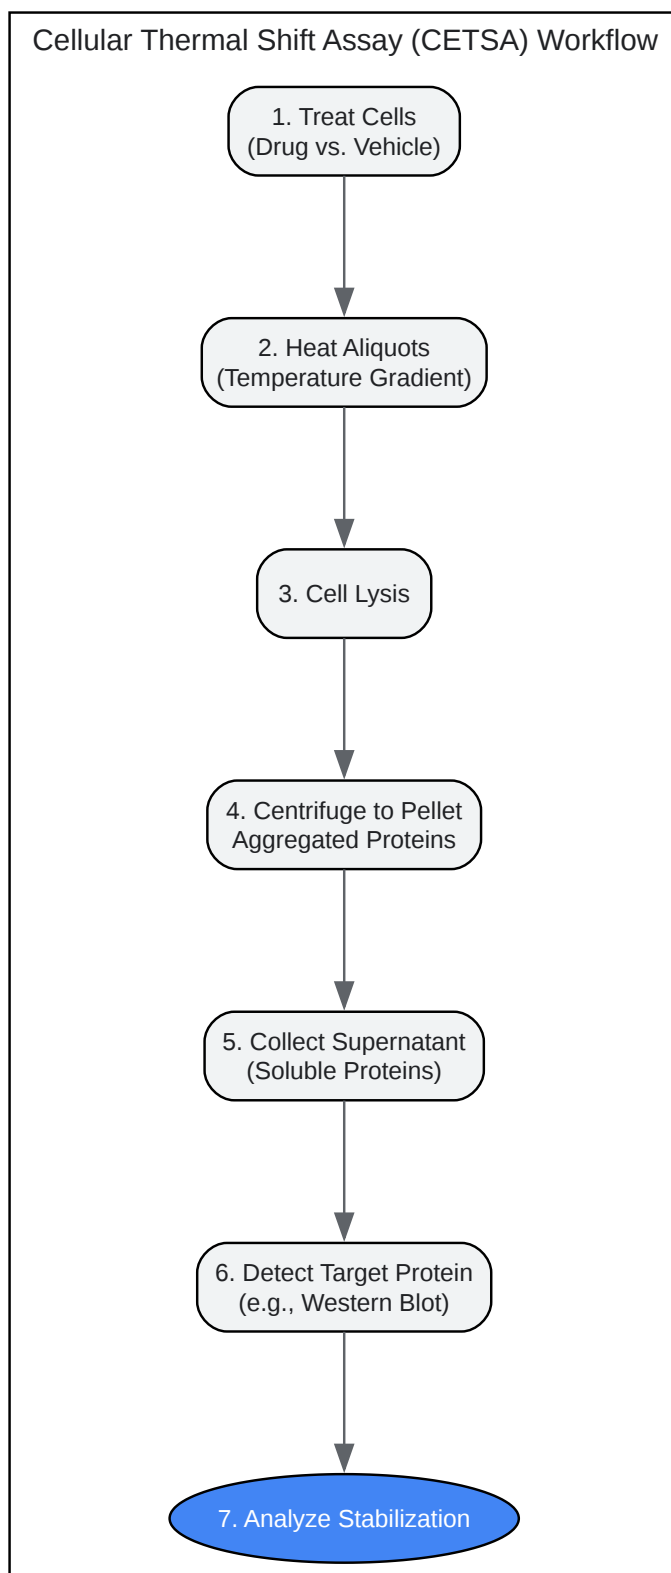 Cellular Thermal Shift Assay (CETSA) Workflow
1. Treat Cells
(Drug vs. Vehicle)
2. Heat Aliquots
(Temperature Gradient)
3. Cell Lysis
4. Centrifuge to Pellet
Aggregated Proteins
5. Collect Supernatant
(Soluble Proteins)
6. Detect Target Protein
(e.g., Western Blot)
7. Analyze Stabilization